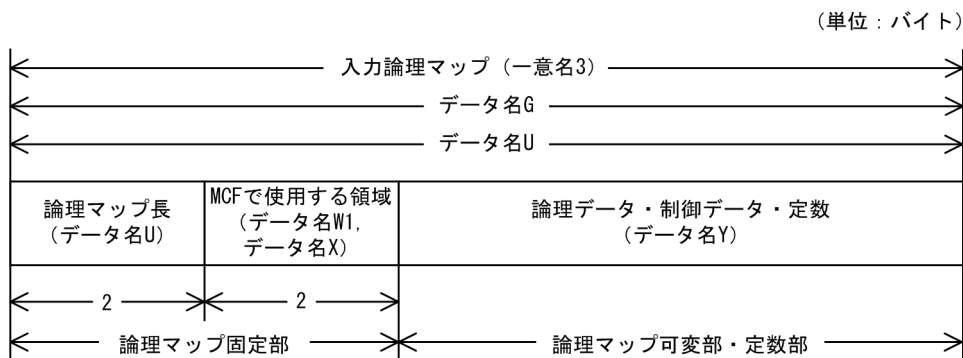 （単位：バイト）
入力論理マップ（一意名3）
データ名G
データ名U
論理マップ長
（データ名U）
MCFで使用する領域
（データ名W1,
データ名X）
論理データ・制御データ・定数
（データ名Y）
2
2
論理マップ固定部
論理マップ可変部・定数部